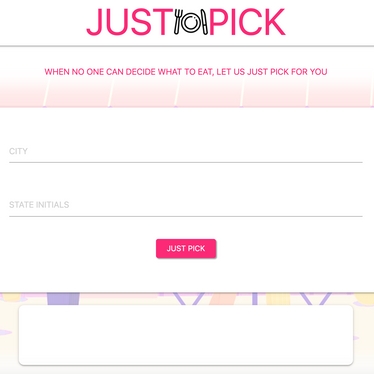 JUST PICK
WHEN NO ONE CAN DECIDE WHAT TO EAT, LET US JUST PICK FOR YOU
CITY
STATE INITIALS
JUST PICK